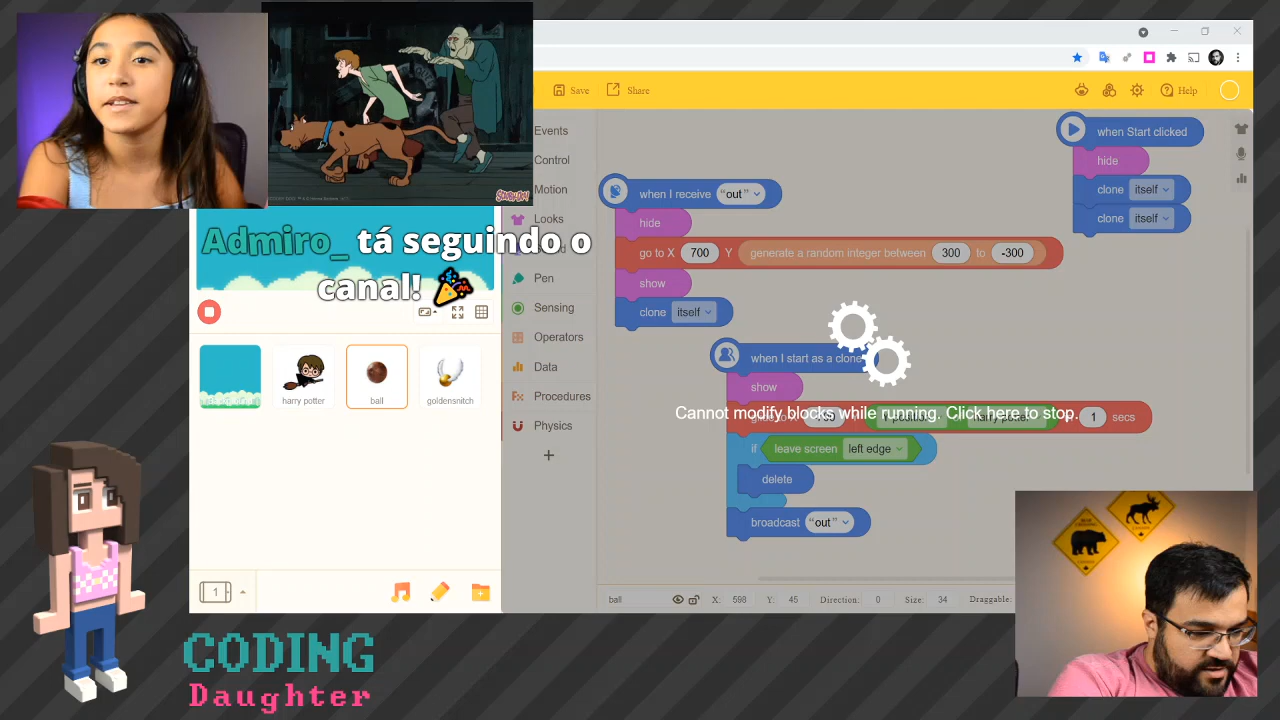 SCOOBY-DOO!
Save
Share
Help
Admiro_ tá seguindo o
canal!
Events
Control
Motion
Looks
Pen
Sensing
Operators
Data
Procedures
Physics
when I receive "out"
hide
go to X 700 Y generate a random integer between 300 to -300
show
clone itself
when Start clicked
hide
clone itself
clone itself
when I start as a clone
show
Cannot modify blocks while running. Click here to stop.
1 secs
if leave screen left edge
delete
broadcast "out"
harry potter
ball
goldensnitch
1
ball X: 598 Y: 45 Direction: 0 Size: 34 Draggable:
CODING
Daughter